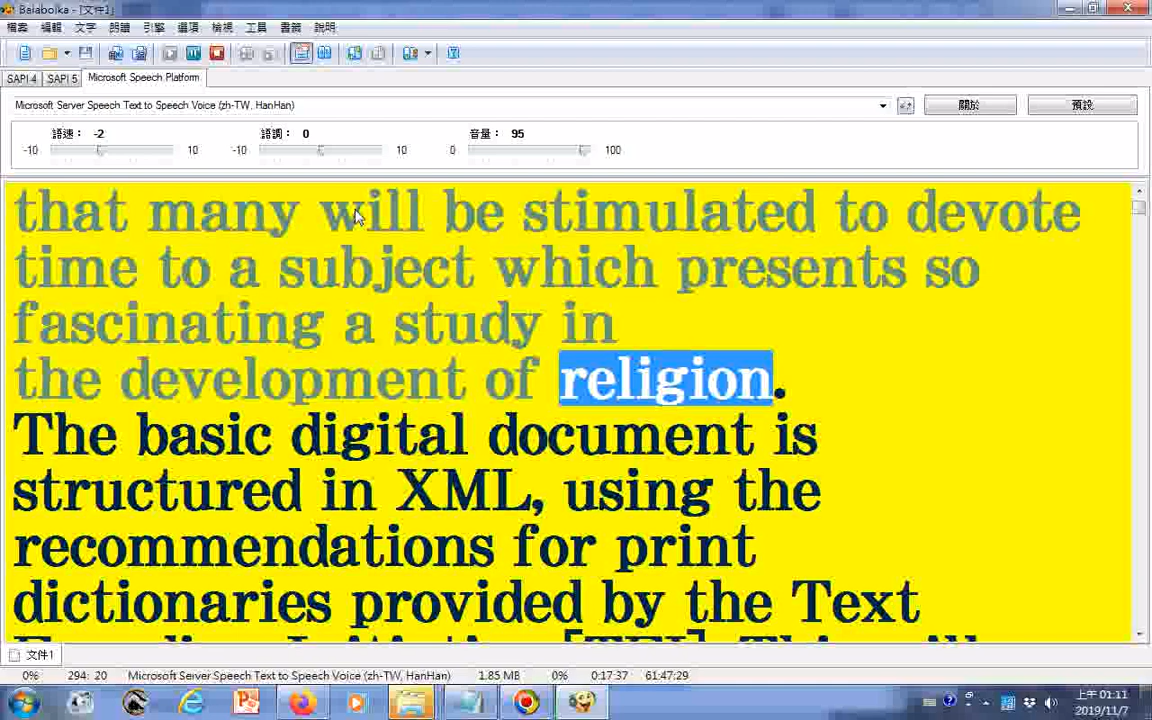 Balabolka - [文件1]
檔案 編輯 文字 朗讀 引擎 選項 檢視 工具 書籤 說明
SAPI 4 SAPI 5 Microsoft Speech Platform
Microsoft Server Speech Text to Speech Voice (zh-TW, HanHan) 關於 預設
語速： -2 語調： 0 音量： 95
-10 10 -10 10 0 100
that many will be stimulated to devote
time to a subject which presents so
fascinating a study in
the development of religion.
The basic digital document is
structured in XML, using the
recommendations for print
dictionaries provided by the Text
文件1
0% 294: 20 Microsoft Server Speech Text to Speech Voice (zh-TW, HanHan) 1.85 MB 0% 0:17:37 61:47:29
上午 01:11
2019/11/7